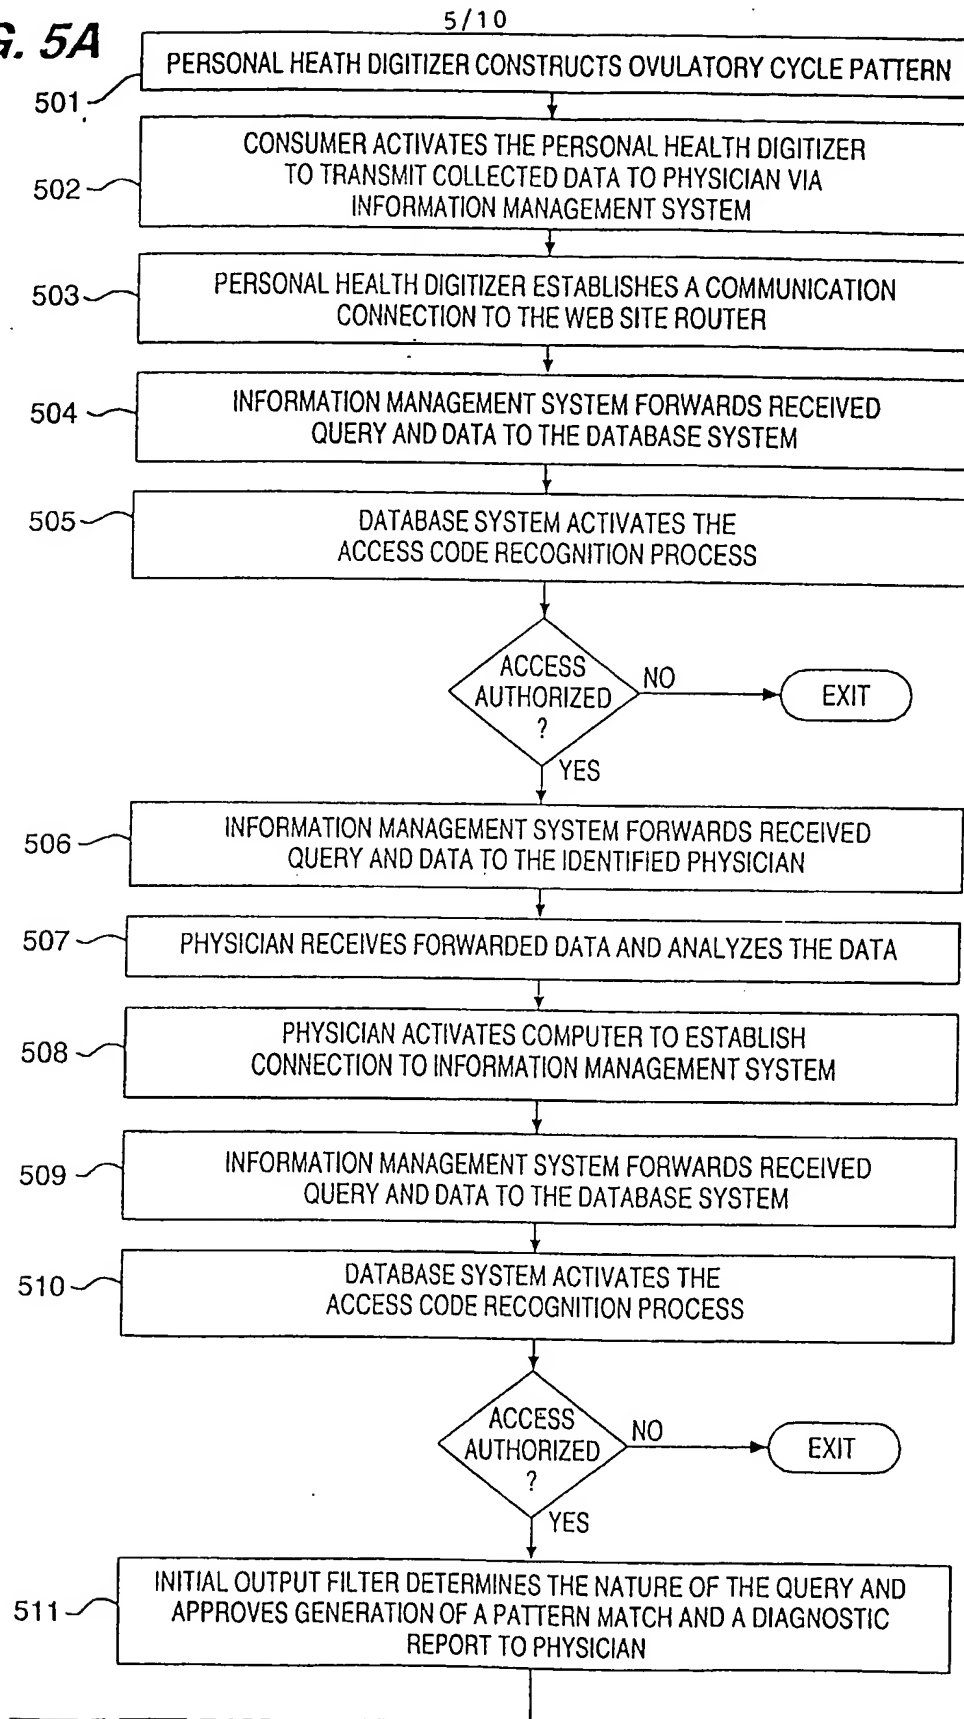 5/10
G. 5A
501
PERSONAL HEATH DIGITIZER CONSTRUCTS OVULATORY CYCLE PATTERN
502
CONSUMER ACTIVATES THE PERSONAL HEALTH DIGITIZER
TO TRANSMIT COLLECTED DATA TO PHYSICIAN VIA
INFORMATION MANAGEMENT SYSTEM
503
PERSONAL HEALTH DIGITIZER ESTABLISHES A COMMUNICATION
CONNECTION TO THE WEB SITE ROUTER
504
INFORMATION MANAGEMENT SYSTEM FORWARDS RECEIVED
QUERY AND DATA TO THE DATABASE SYSTEM
505
DATABASE SYSTEM ACTIVATES THE
ACCESS CODE RECOGNITION PROCESS
ACCESS
AUTHORIZED
?
NO
EXIT
YES
506
INFORMATION MANAGEMENT SYSTEM FORWARDS RECEIVED
QUERY AND DATA TO THE IDENTIFIED PHYSICIAN
507
PHYSICIAN RECEIVES FORWARDED DATA AND ANALYZES THE DATA
508
PHYSICIAN ACTIVATES COMPUTER TO ESTABLISH
CONNECTION TO INFORMATION MANAGEMENT SYSTEM
509
INFORMATION MANAGEMENT SYSTEM FORWARDS RECEIVED
QUERY AND DATA TO THE DATABASE SYSTEM
510
DATABASE SYSTEM ACTIVATES THE
ACCESS CODE RECOGNITION PROCESS
ACCESS
AUTHORIZED
?
NO
EXIT
YES
511
INITIAL OUTPUT FILTER DETERMINES THE NATURE OF THE QUERY AND
APPROVES GENERATION OF A PATTERN MATCH AND A DIAGNOSTIC
REPORT TO PHYSICIAN